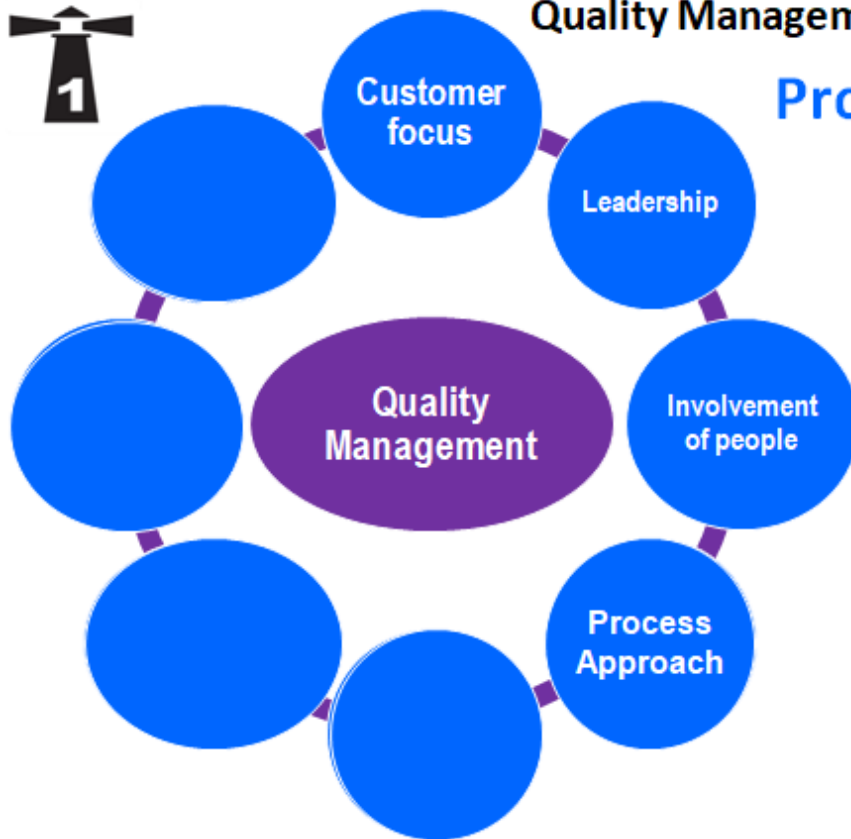 Quality Managem
Pro
1
Customer
focus
Leadership
Involvement
of people
Process
Approach
Quality
Management